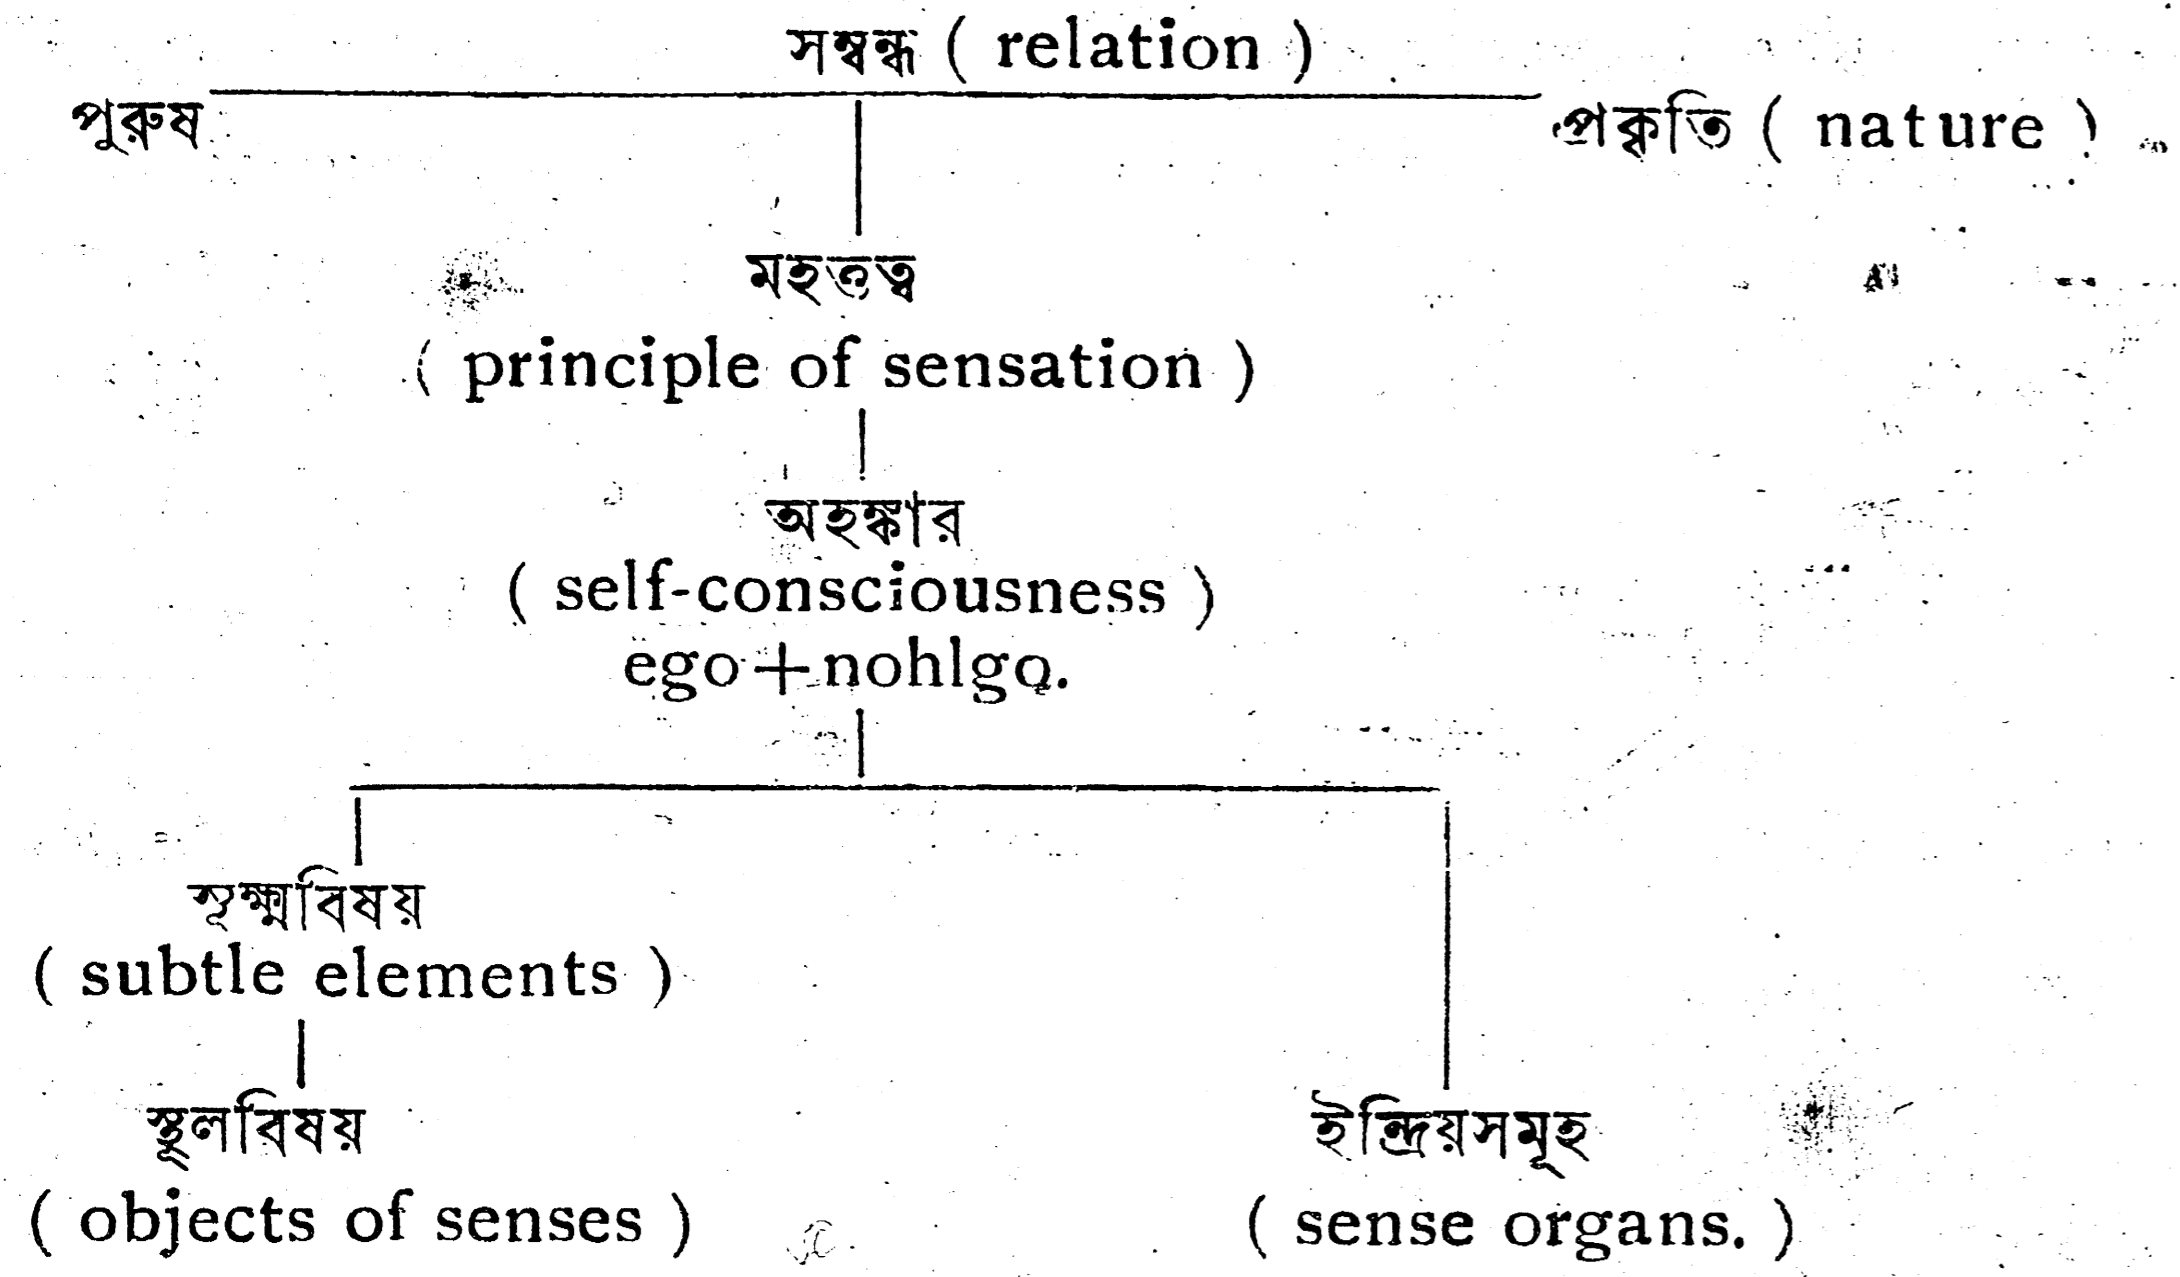 সম্বন্ধ ( relation )
পুরুষ প্রকৃতি ( nature )
মহত্তত্ব
( principle of sensation )
অহঙ্কার
( self-consciousness )
ego+nohlgo.
সূক্ষ্মবিষয়
( subtle elements )
স্থূলবিষয় ইন্দ্রিয়সমূহ
( objects of senses ) ( sense organs. )